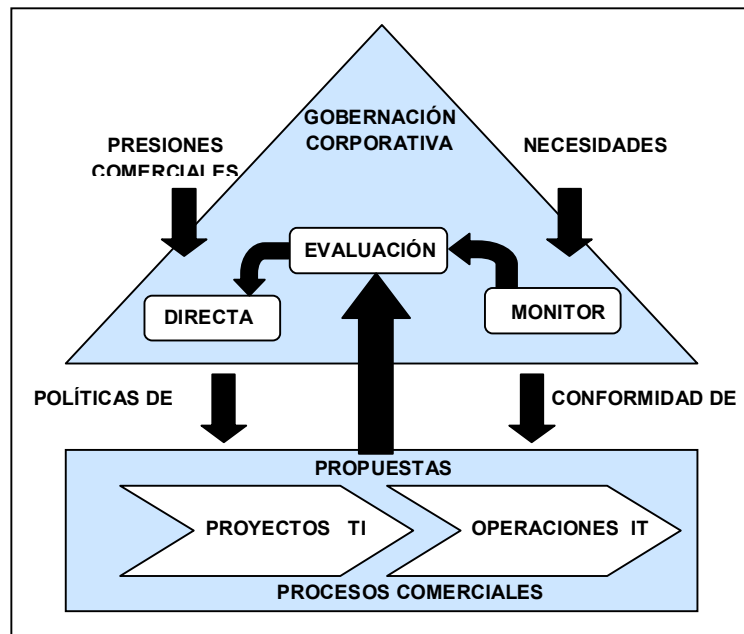 GOBERNACIÓN
CORPORATIVA
PRESIONES
COMERCIALES
NECESIDADES
EVALUACIÓN
DIRECTA
MONITOR
POLÍTICAS DE
CONFORMIDAD DE
PROPUESTAS
PROYECTOS TI
OPERACIONES IT
PROCESOS COMERCIALES